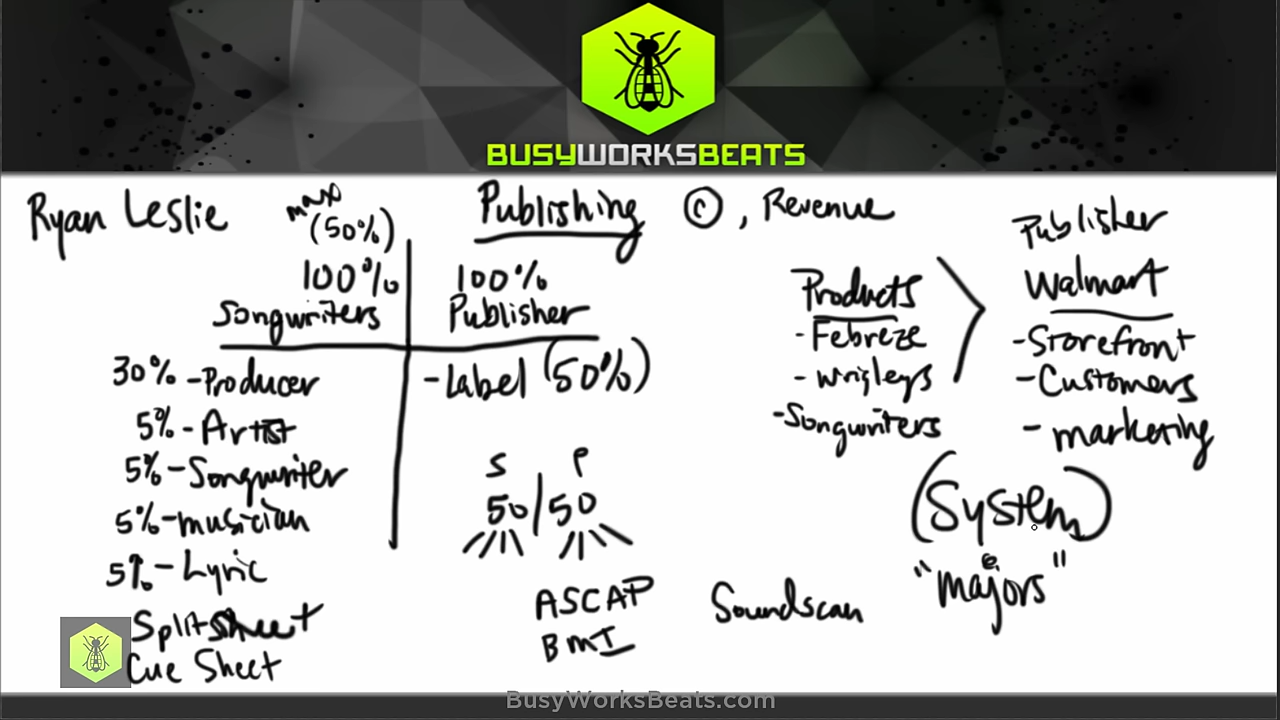 BUSYWORKSBEATS
Ryan Leslie
max
(50%)
100%
Songwriters
30% - Producer
5% - Artist
5% - Songwriter
5% - musician
5% - Lyric
Split Sheet
Cue Sheet
Publishing
100%
Publisher
- Label (50%)
S P
50/50
ASCAP
BMI
©, Revenue
Products
- Febreze
- Wrigleys
- Songwriters
Soundscan
Publisher
Walmart
- Storefront
- Customers
- marketing
(System)
"majors"
BusyWorksBeats.com